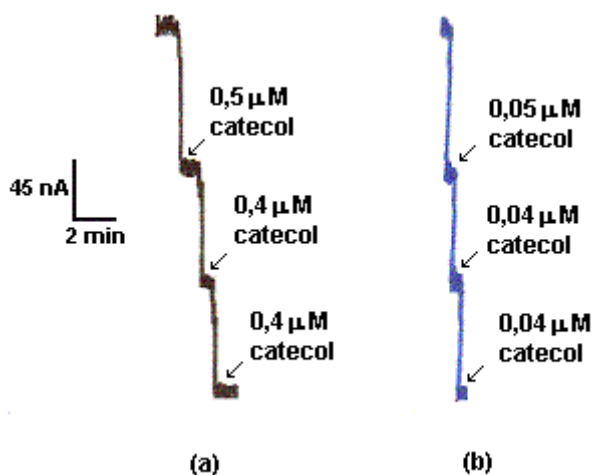 0,5 μM
catecol
0,05 μM
catecol
45 nA
2 min
0,4 μM
catecol
0,04 μM
catecol
0,4 μM
catecol
0,04 μM
catecol
(a)
(b)